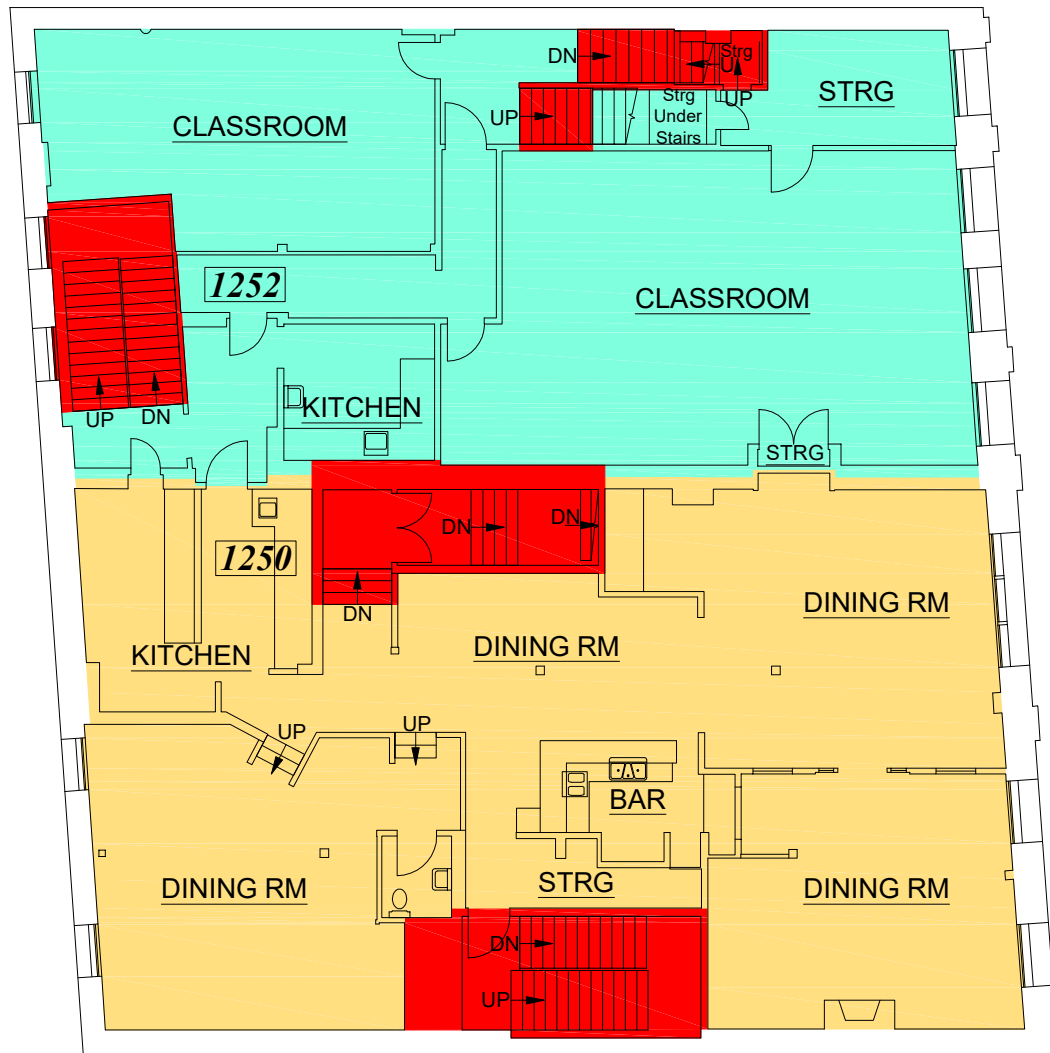 DN
Strg
U
UP
STRG
CLASSROOM
UP
Strg
Under
Stairs
1252
CLASSROOM
UP
DN
KITCHEN
STRG
DN
DN
1250
DN
DINING RM
DINING RM
KITCHEN
UP
UP
BAR
DINING RM
STRG
DINING RM
DN
UP